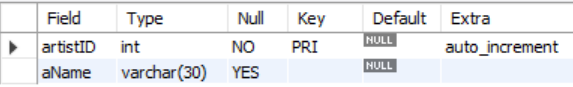 Field Type Null Key Default Extra
artistID int NO PRI NULL auto_increment
aName varchar(30) YES NULL